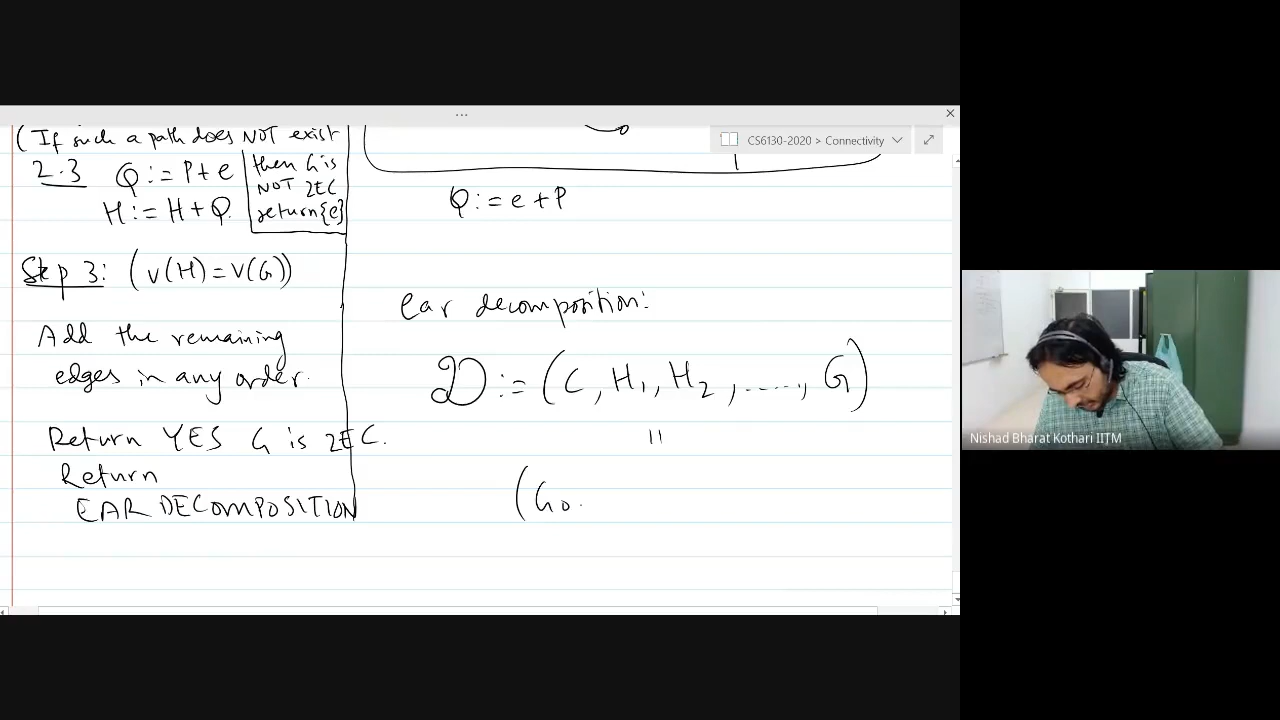 CS6130-2020 > Connectivity
(If such a path does NOT exist
then G is
NOT 2EC
return{e}
2.3 Q := P+e
H := H+Q.
Q := e+P
Step 3: (V(H)=V(G))
Add the remaining
edges in any order.
Return YES G is 2EC.
Return
EAR DECOMPOSITION
Ear decomposition:
D := (C, H1, H2, ....., G)
"
(G0.
Nishad Bharat Kothari IITM